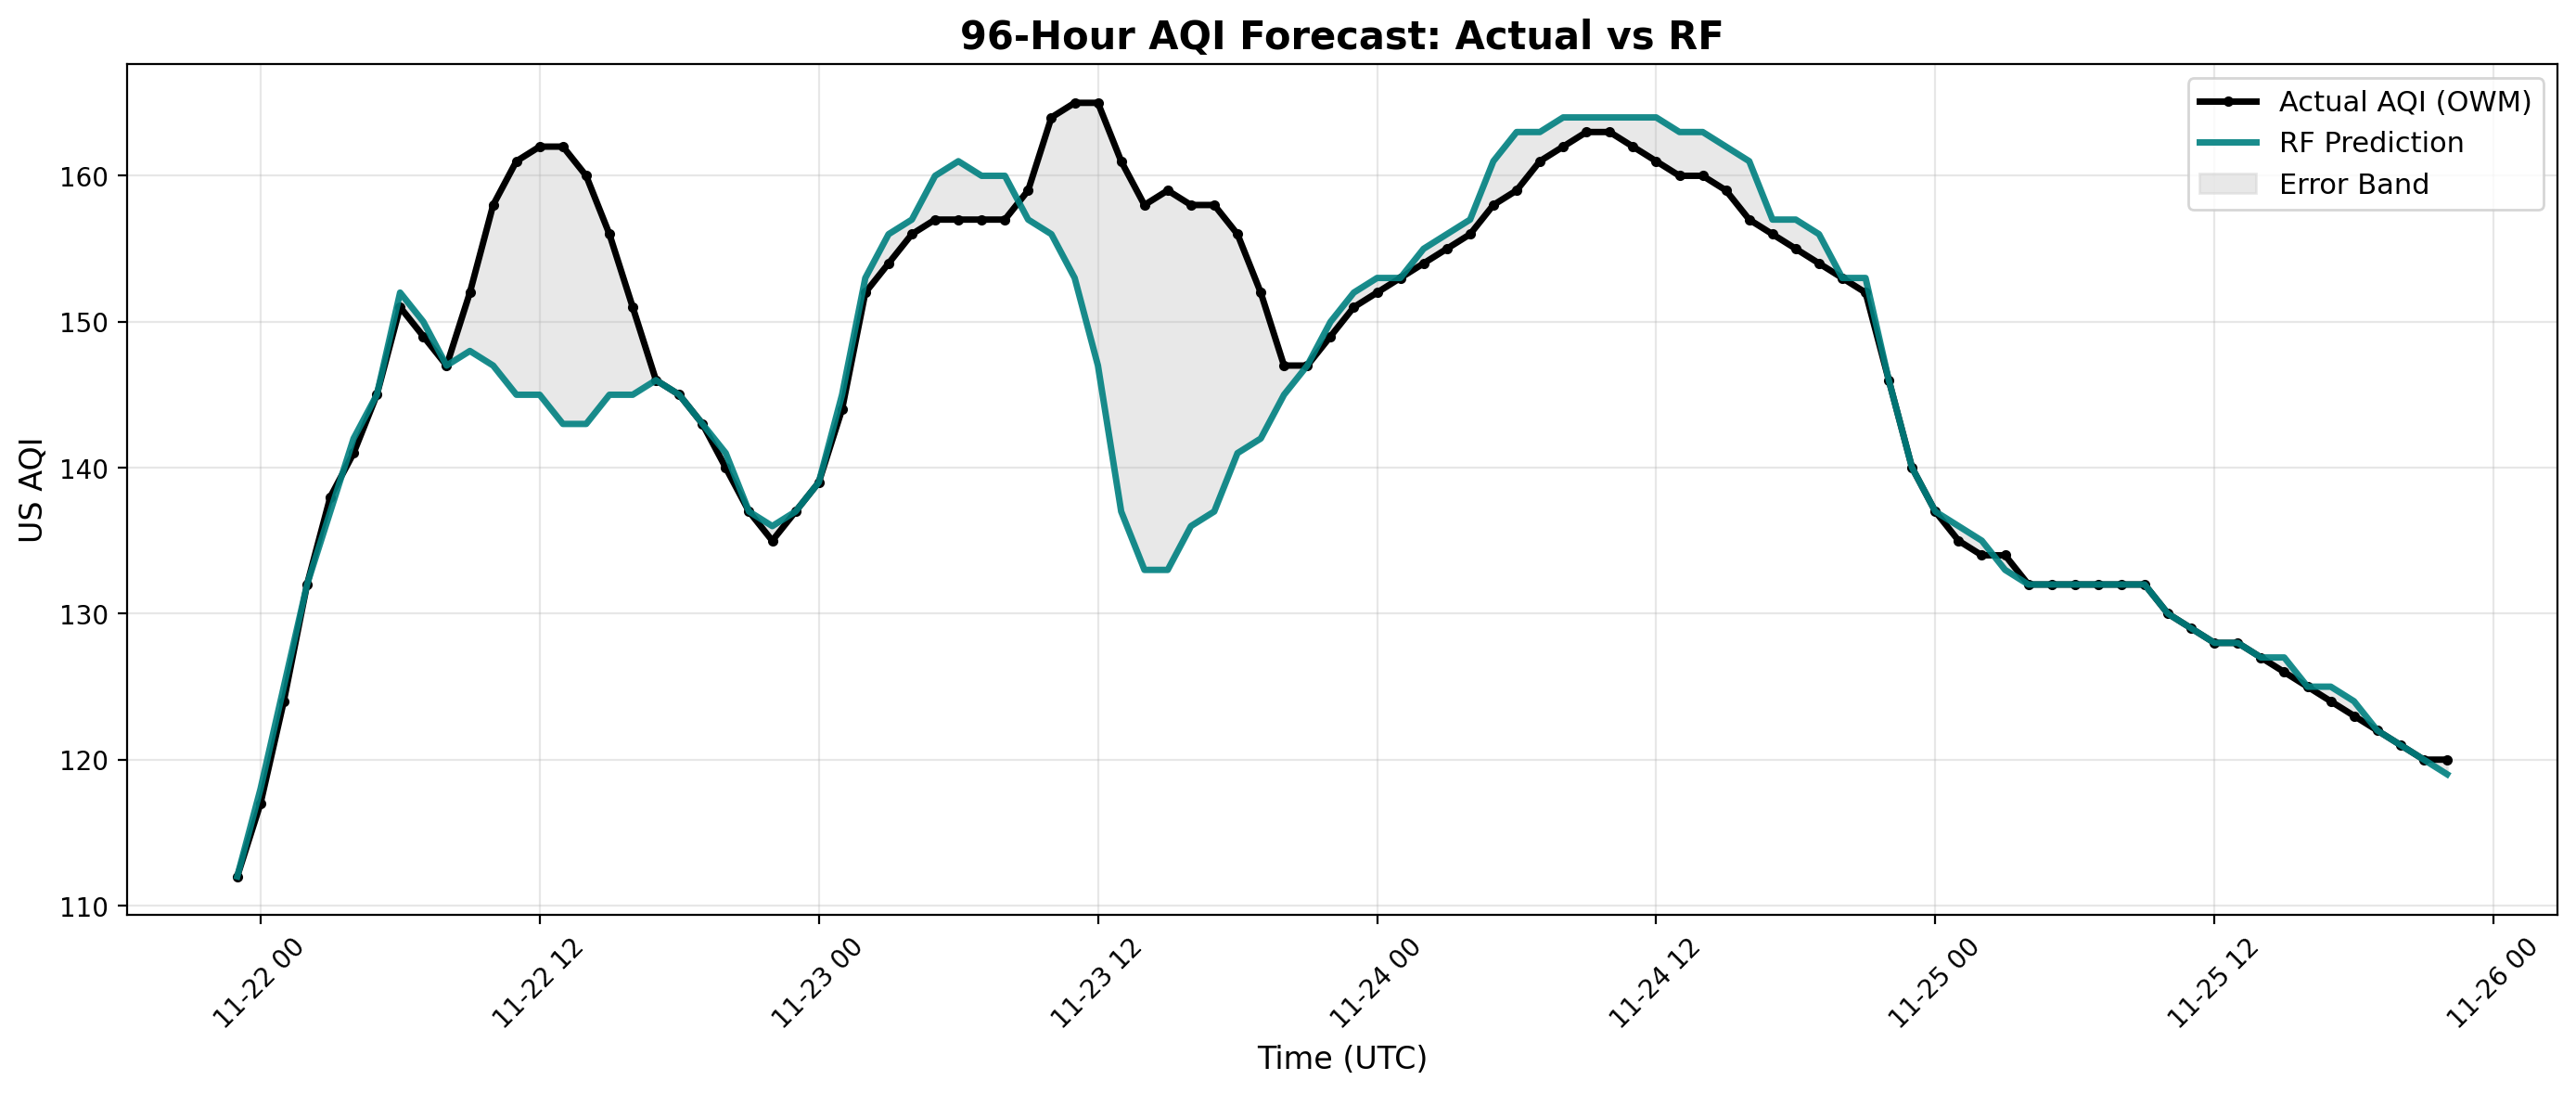 96-Hour AQI Forecast: Actual vs RF
Actual AQI (OWM)
RF Prediction
Error Band
US AQI
160
150
140
130
120
110
11-22 00
11-22 12
11-23 00
11-23 12
11-24 00
11-24 12
11-25 00
11-25 12
11-26 00
Time (UTC)